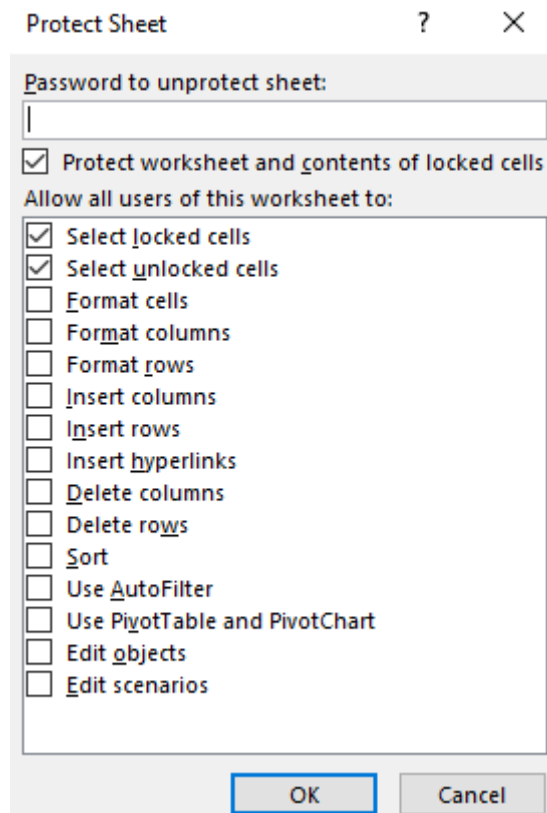 Protect Sheet ? ×
Password to unprotect sheet:
Protect worksheet and contents of locked cells
Allow all users of this worksheet to:
Select locked cells
Select unlocked cells
Format cells
Format columns
Format rows
Insert columns
Insert rows
Insert hyperlinks
Delete columns
Delete rows
Sort
Use AutoFilter
Use PivotTable and PivotChart
Edit objects
Edit scenarios
OK Cancel